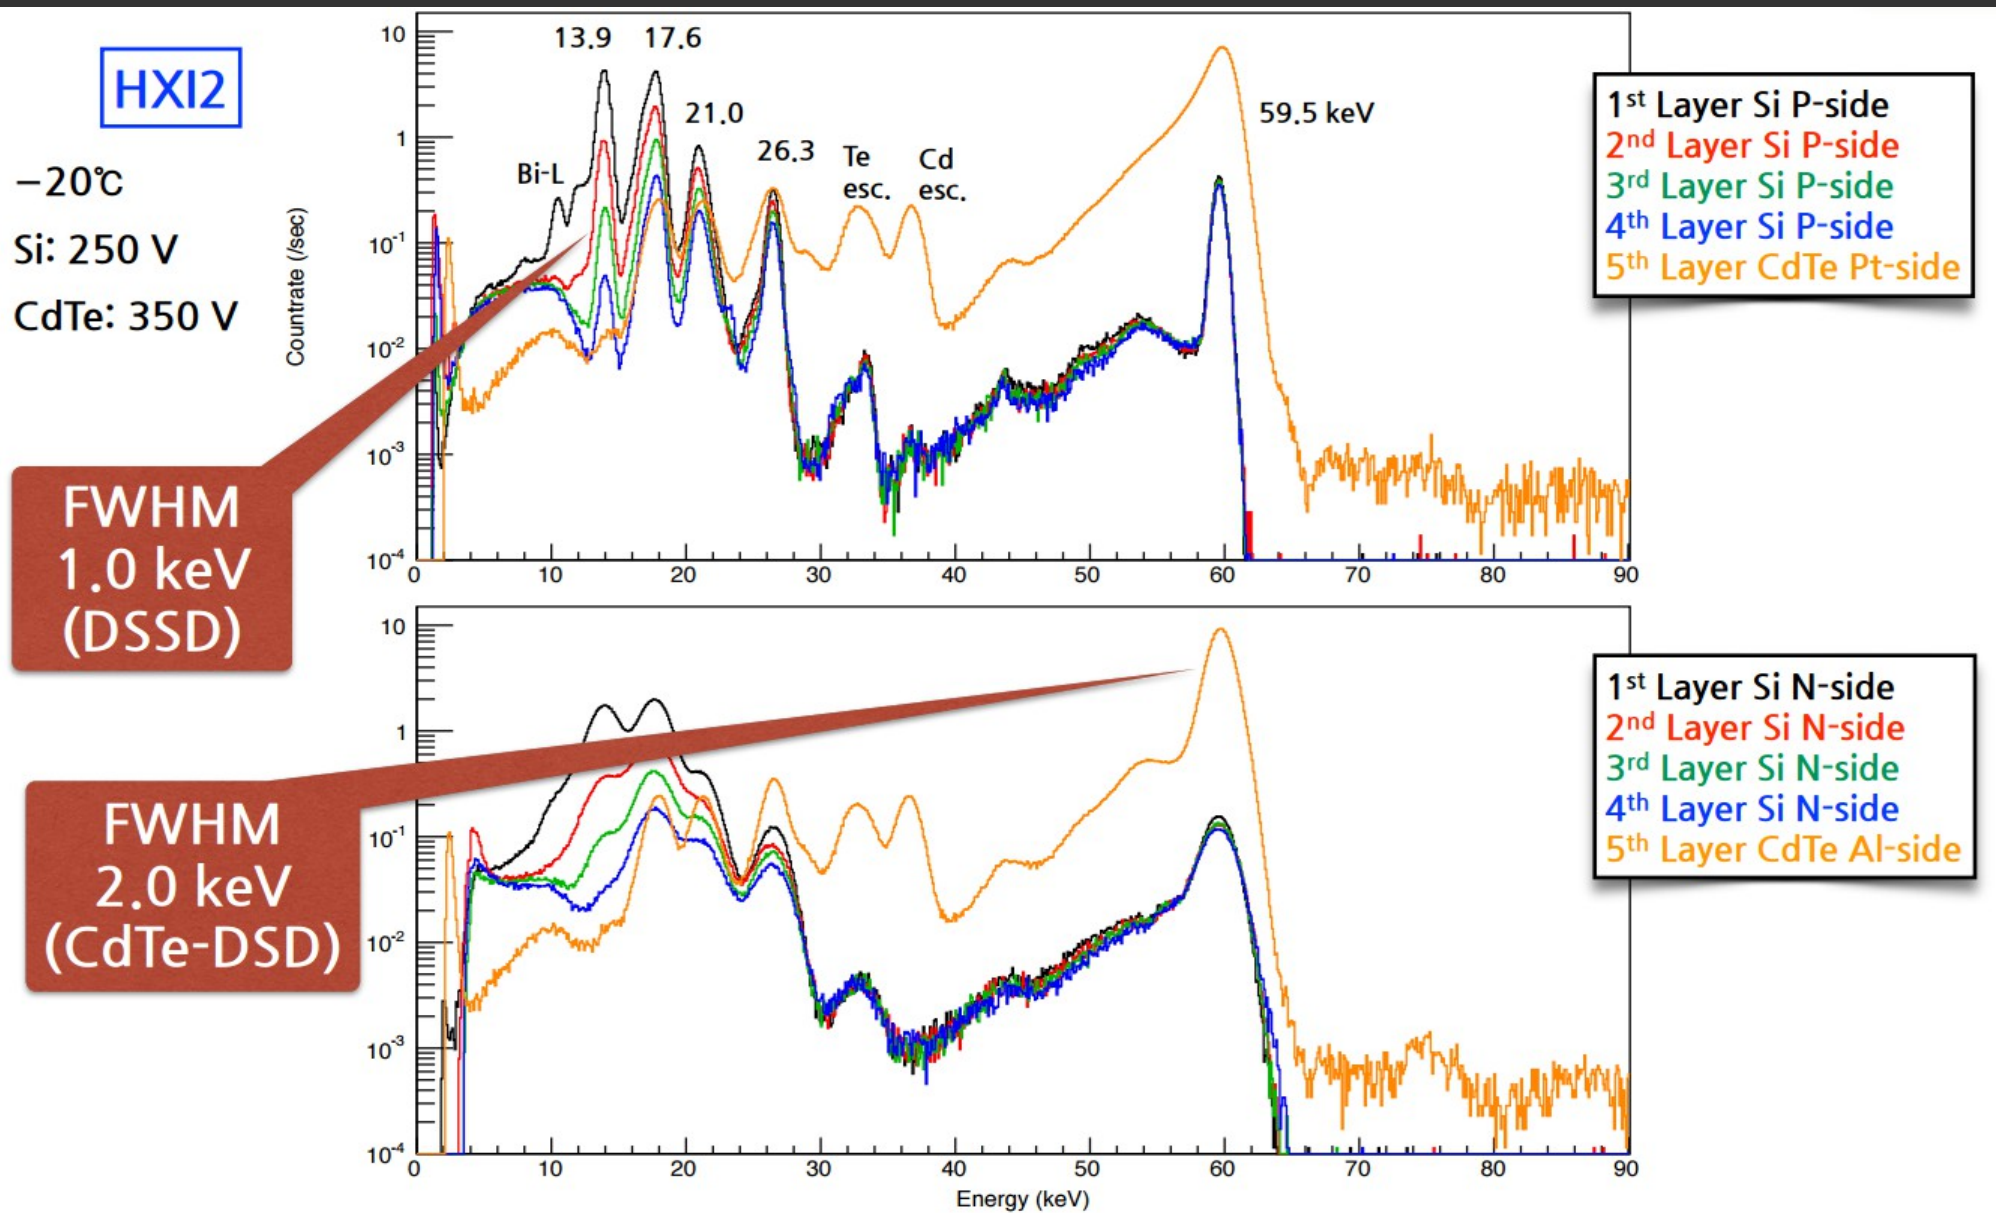 HXI2
−20℃
Si: 250 V
CdTe: 350 V
FWHM
1.0 keV
(DSSD)
FWHM
2.0 keV
(CdTe-DSD)
Countrate (/sec)
10
1
10⁻¹
10⁻²
10⁻³
10⁻⁴
13.9
17.6
21.0
Bi-L
26.3
Te
esc.
Cd
esc.
59.5 keV
0 10 20 30 40 50 60 70 80 90
1st Layer Si P-side
2nd Layer Si P-side
3rd Layer Si P-side
4th Layer Si P-side
5th Layer CdTe Pt-side
10
1
10⁻¹
10⁻²
10⁻³
10⁻⁴
0 10 20 30 40 50 60 70 80 90
Energy (keV)
1st Layer Si N-side
2nd Layer Si N-side
3rd Layer Si N-side
4th Layer Si N-side
5th Layer CdTe Al-side